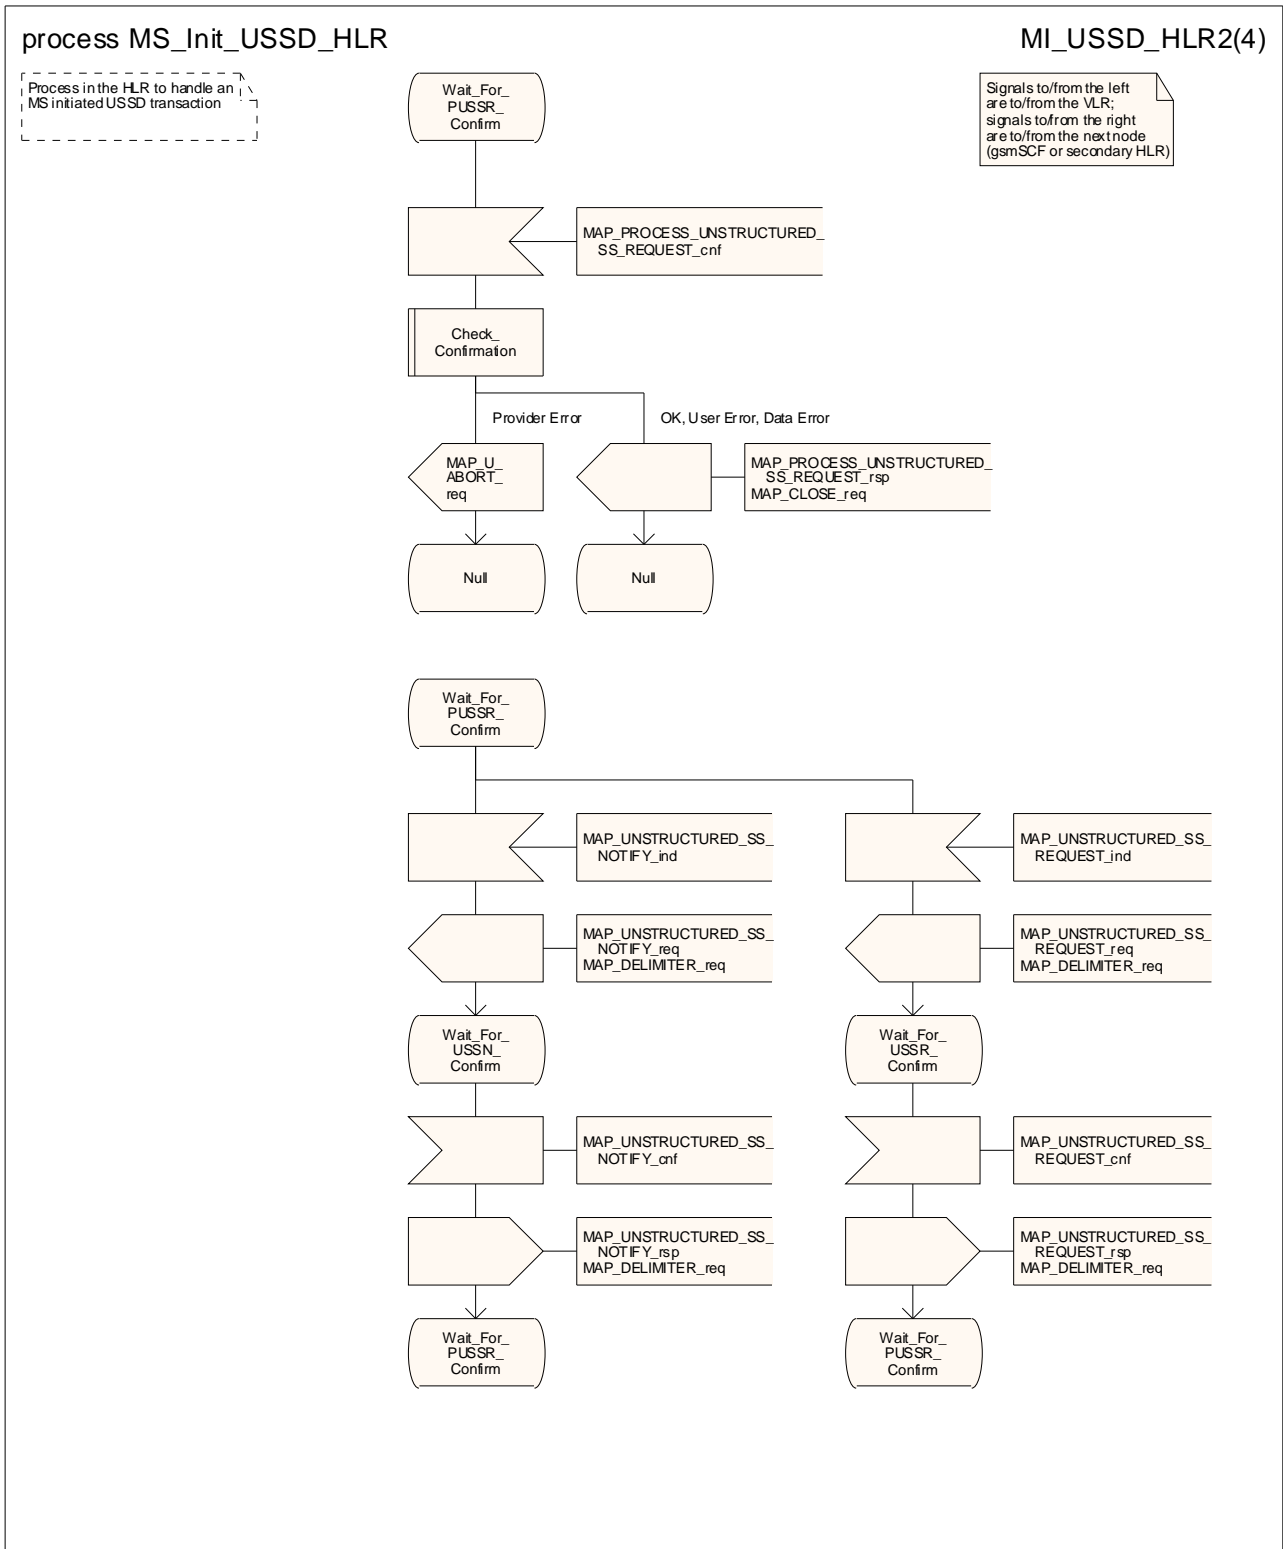 process MS_Init_USSD_HLR
MI_USSD_HLR2(4)
Process in the HLR to handle an
MS initiated USSD transaction
Signals to/from the left
are to/from the VLR;
signals to/from the right
are to/from the next node
(gsmSCF or secondary HLR)
Wait_For_
PUSSR_
Confirm
MAP_PROCESS_UNSTRUCTURED_
SS_REQUEST_cnf
Check_
Confirmation
Provider Error
OK, User Error, Data Error
MAP_U_
ABORT_
req
MAP_PROCESS_UNSTRUCTURED_
SS_REQUEST_rsp
MAP_CLOSE_req
Null
Null
Wait_For_
PUSSR_
Confirm
MAP_UNSTRUCTURED_SS_
NOTIFY_ind
MAP_UNSTRUCTURED_SS_
REQUEST_ind
MAP_UNSTRUCTURED_SS_
NOTIFY_req
MAP_DELIMITER_req
MAP_UNSTRUCTURED_SS_
REQUEST_req
MAP_DELIMITER_req
Wait_For_
USSN_
Confirm
Wait_For_
USSR_
Confirm
MAP_UNSTRUCTURED_SS_
NOTIFY_cnf
MAP_UNSTRUCTURED_SS_
REQUEST_cnf
MAP_UNSTRUCTURED_SS_
NOTIFY_rsp
MAP_DELIMITER_req
MAP_UNSTRUCTURED_SS_
REQUEST_rsp
MAP_DELIMITER_req
Wait_For_
PUSSR_
Confirm
Wait_For_
PUSSR_
Confirm